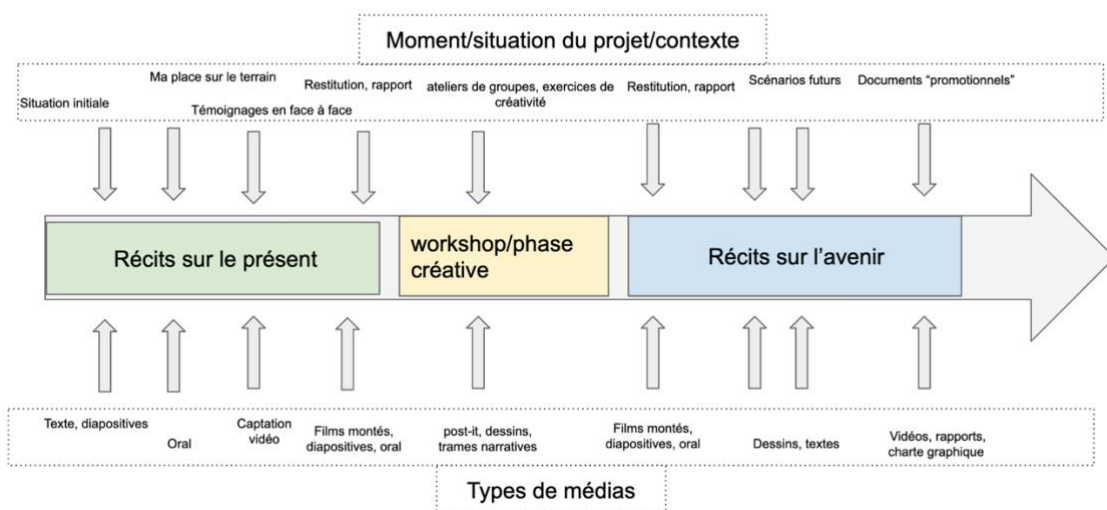 Moment/situation du projet/contexte
Situation initiale
Ma place sur le terrain
Témoignages en face à face
Restitution, rapport
ateliers de groupes, exercices de
créativité
Restitution, rapport
Scénarios futurs
Documents “promotionnels”
Récits sur le présent
workshop/phase
créative
Récits sur l’avenir
Texte, diapositives
Oral
Captation
vidéo
Films montés,
diapositives, oral
post-it, dessins,
trames narratives
Films montés,
diapositives, oral
Dessins, textes
Vidéos, rapports,
charte graphique
Types de médias